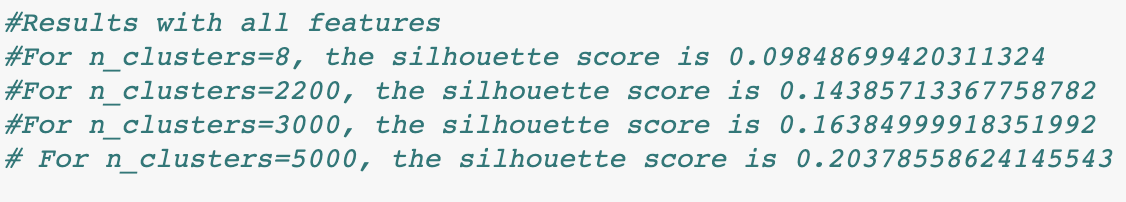 #Results with all features
#For n_clusters=8, the silhouette score is 0.09848699420311324
#For n_clusters=2200, the silhouette score is 0.14385713367758782
#For n_clusters=3000, the silhouette score is 0.16384999918351992
# For n_clusters=5000, the silhouette score is 0.20378558624145543